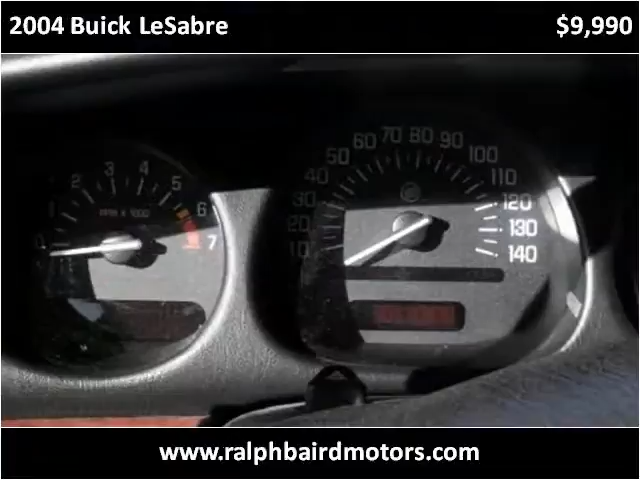 2004 Buick LeSabre $9,990
0 1 2 3 4 5 6 7
RPM X 1000
10 20 30 40 50 60 70 80 90 100 110 120 130 140
www.ralphbairdmotors.com